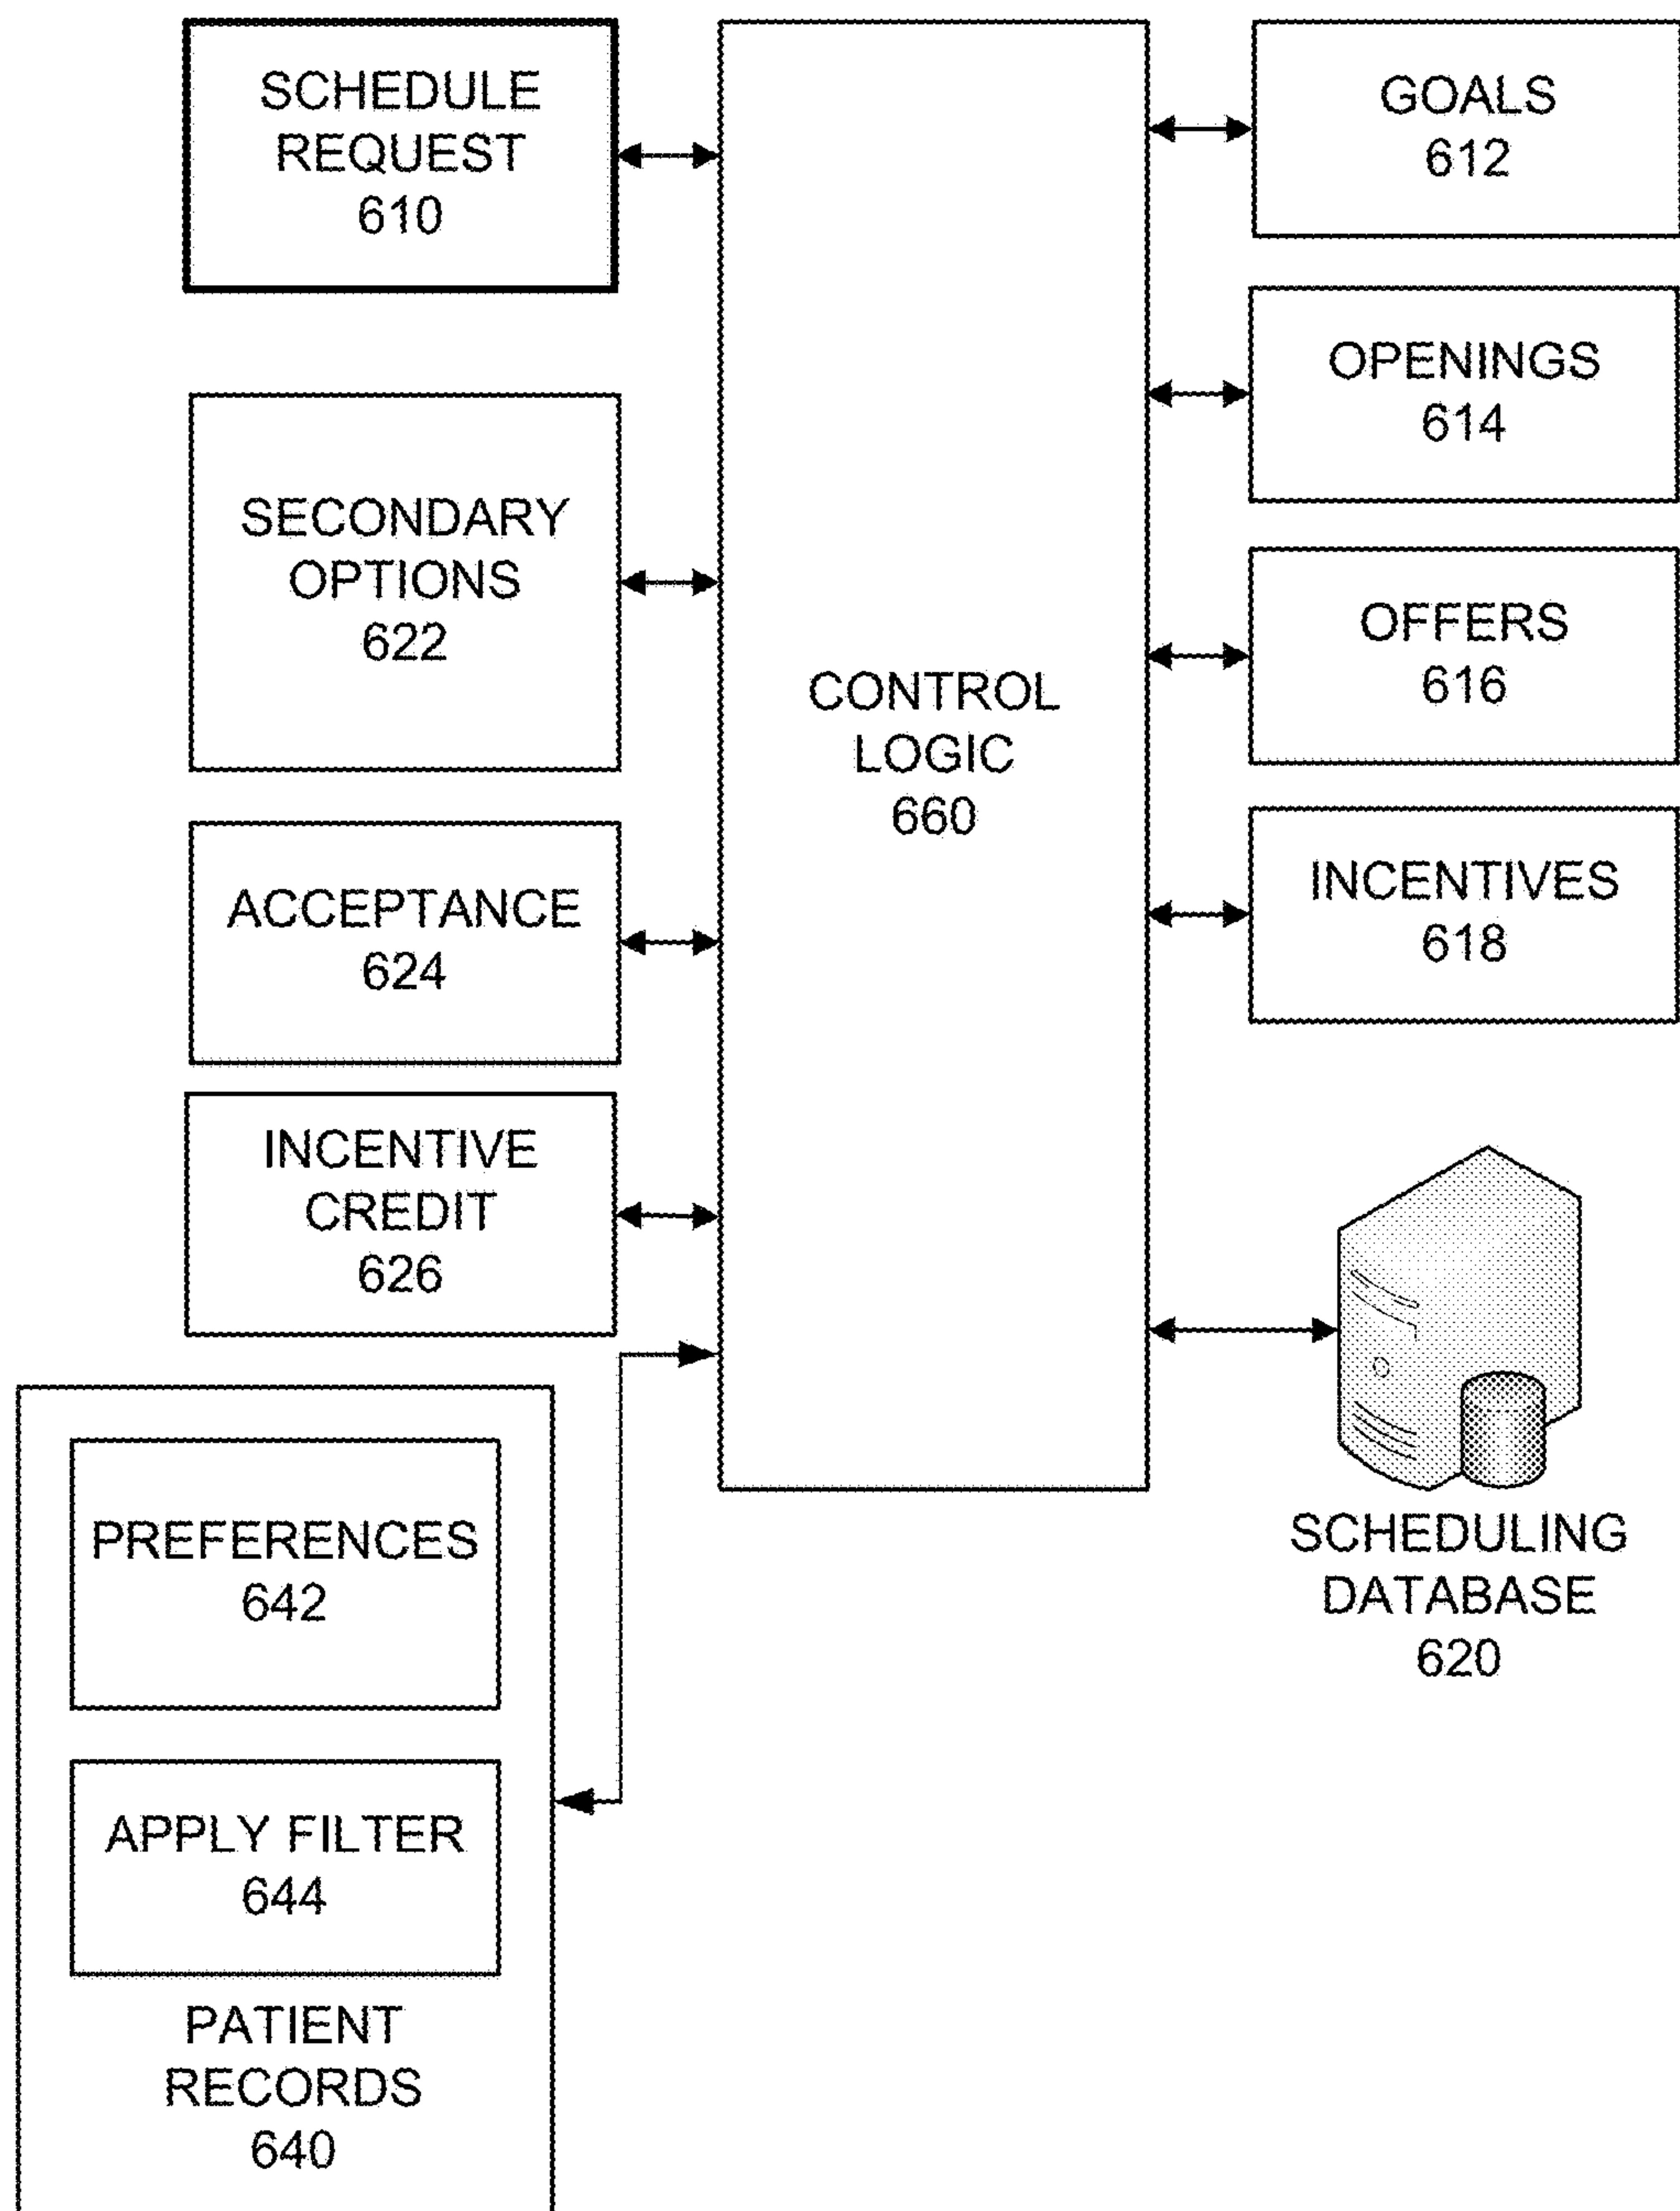 SCHEDULE
REQUEST
610
SECONDARY
OPTIONS
622
ACCEPTANCE
624
INCENTIVE
CREDIT
626
PREFERENCES
642
APPLY FILTER
644
PATIENT
RECORDS
640
CONTROL
LOGIC
660
GOALS
612
OPENINGS
614
OFFERS
616
INCENTIVES
618
SCHEDULING
DATABASE
620